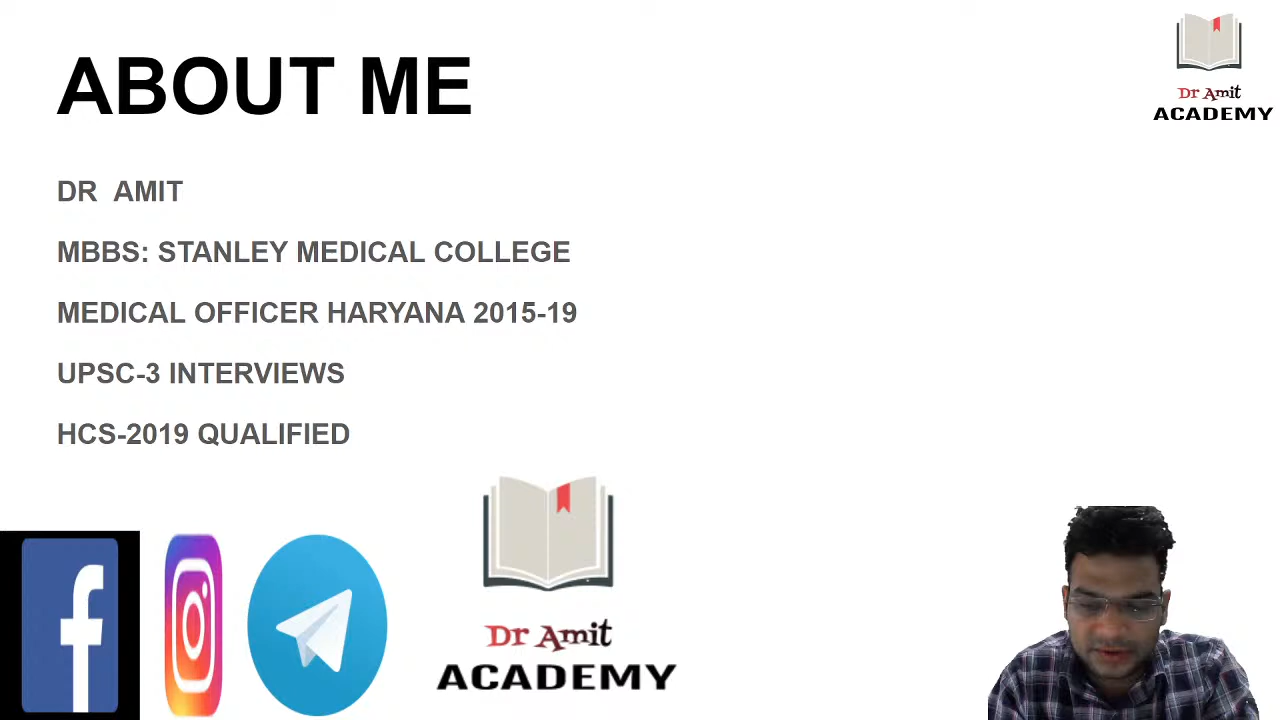 ABOUT ME
Dr Amit
ACADEMY
DR AMIT
MBBS: STANLEY MEDICAL COLLEGE
MEDICAL OFFICER HARYANA 2015-19
UPSC-3 INTERVIEWS
HCS-2019 QUALIFIED
Dr Amit
ACADEMY